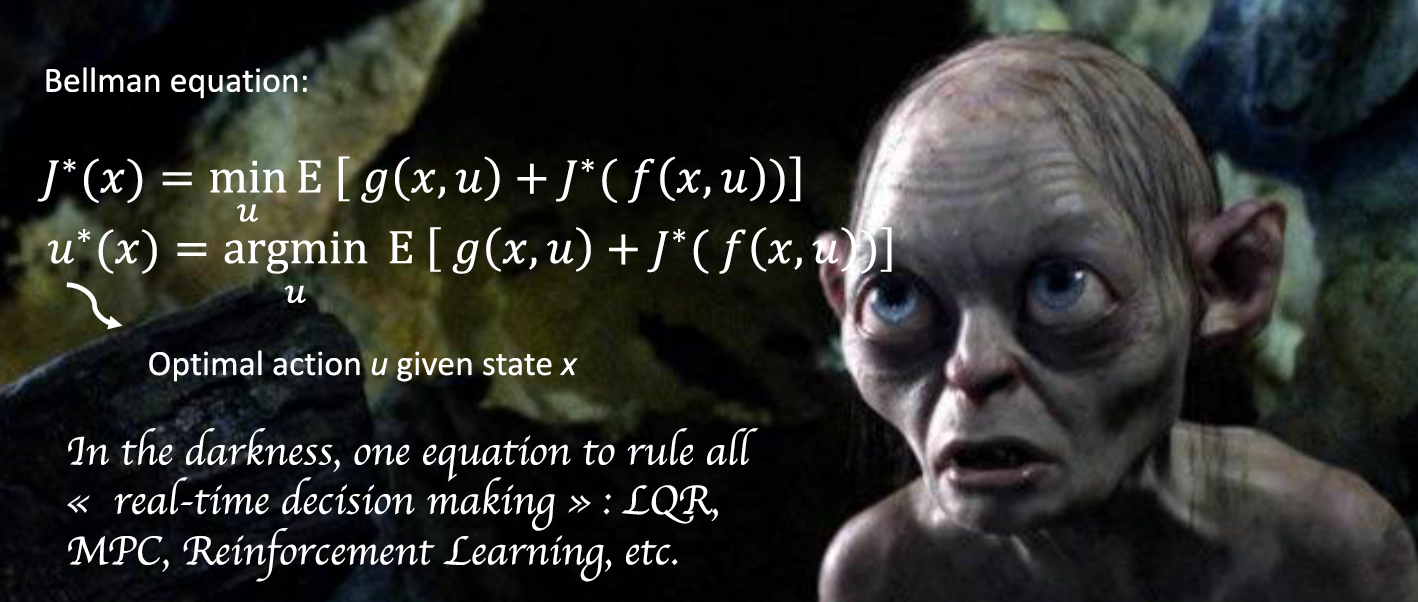 Bellman equation:
J*(x) = min E [ g(x, u) + J*( f(x, u))]
u
u*(x) = argmin E [ g(x, u) + J*( f(x, u))]
u
Optimal action u given state x
In the darkness, one equation to rule all
« real-time decision making » : LQR,
MPC, Reinforcement Learning, etc.